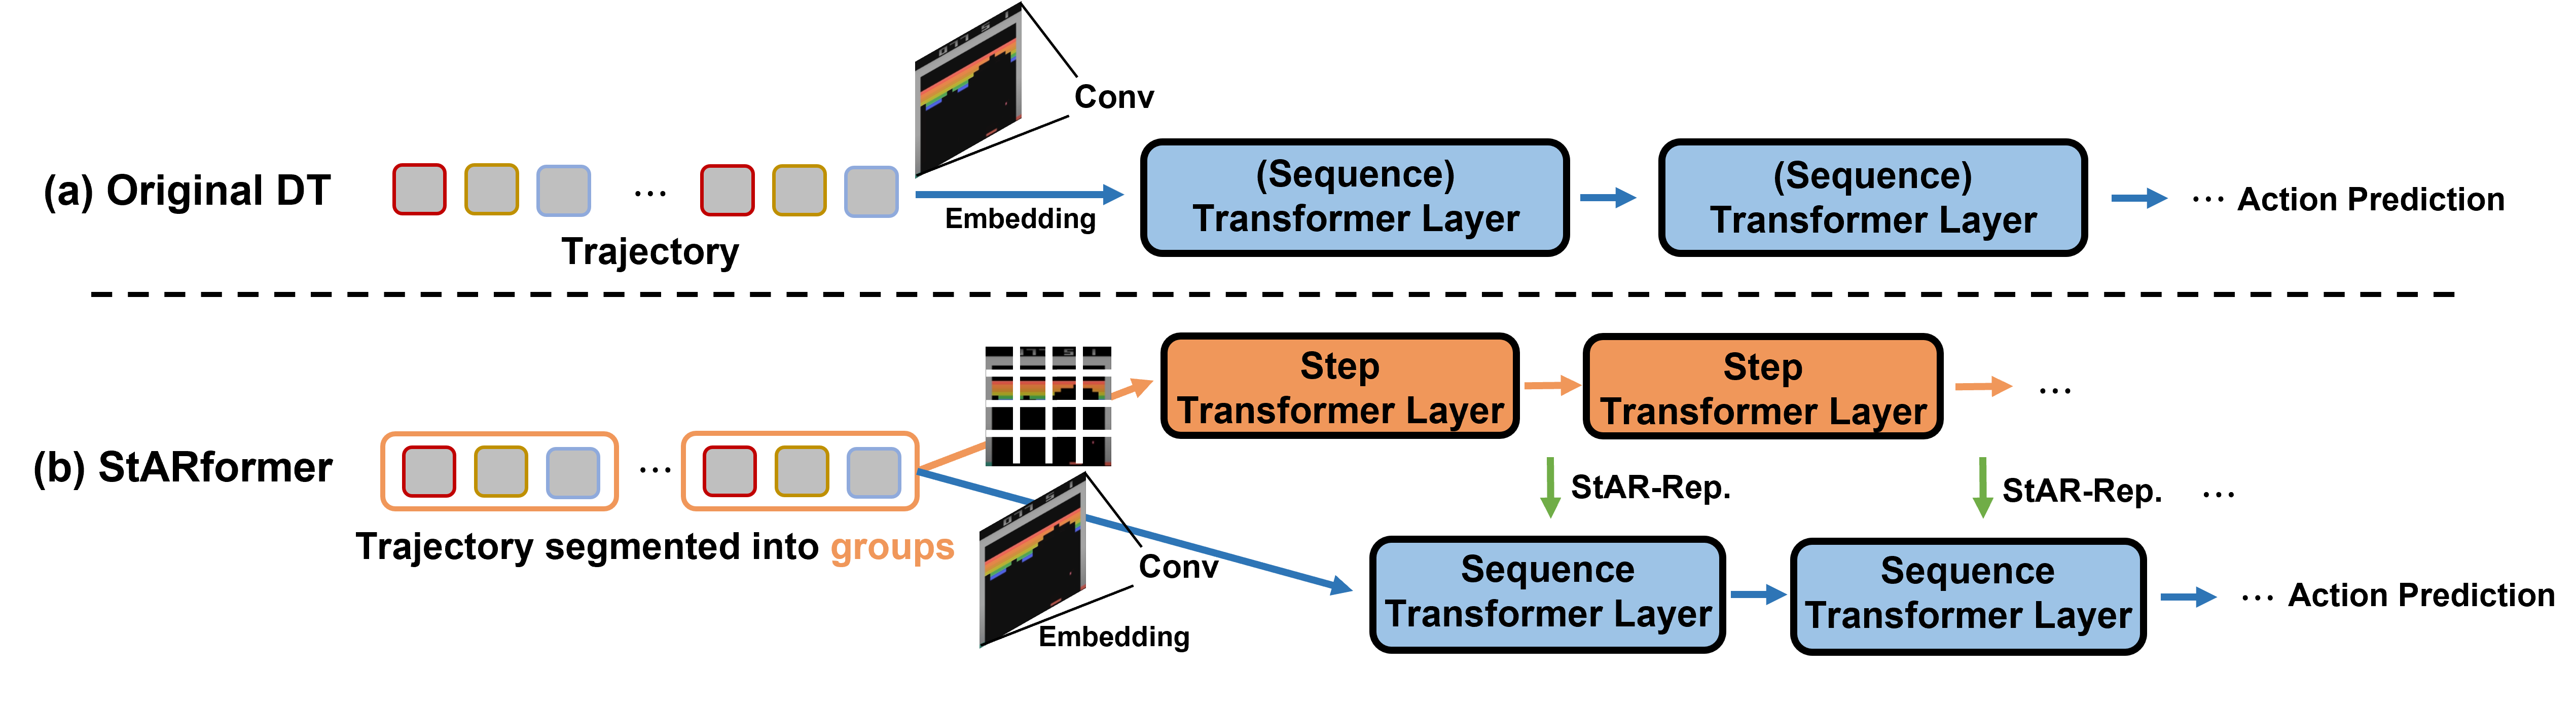 Conv
(a) Original DT
Embedding
Trajectory
(Sequence)
Transformer Layer
(Sequence)
Transformer Layer
... Action Prediction
Step
Transformer Layer
Step
Transformer Layer
...
(b) StARformer
...
Trajectory segmented into groups
Conv
Embedding
StAR-Rep.
StAR-Rep. ...
Sequence
Transformer Layer
Sequence
Transformer Layer
... Action Prediction